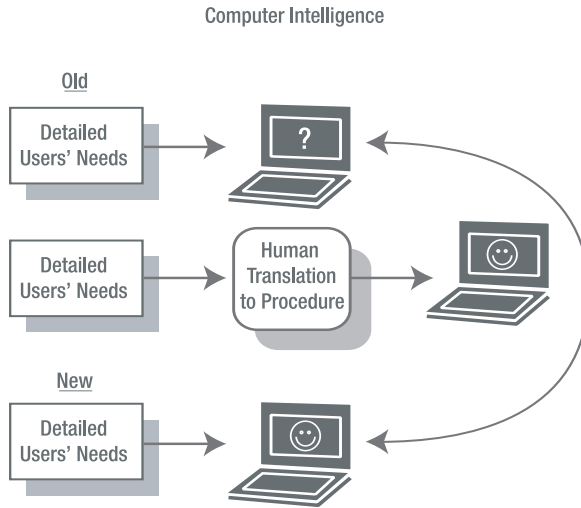 Computer Intelligence
Old
Detailed
Users' Needs
?
Detailed
Users' Needs
Human
Translation
to Procedure
New
Detailed
Users' Needs